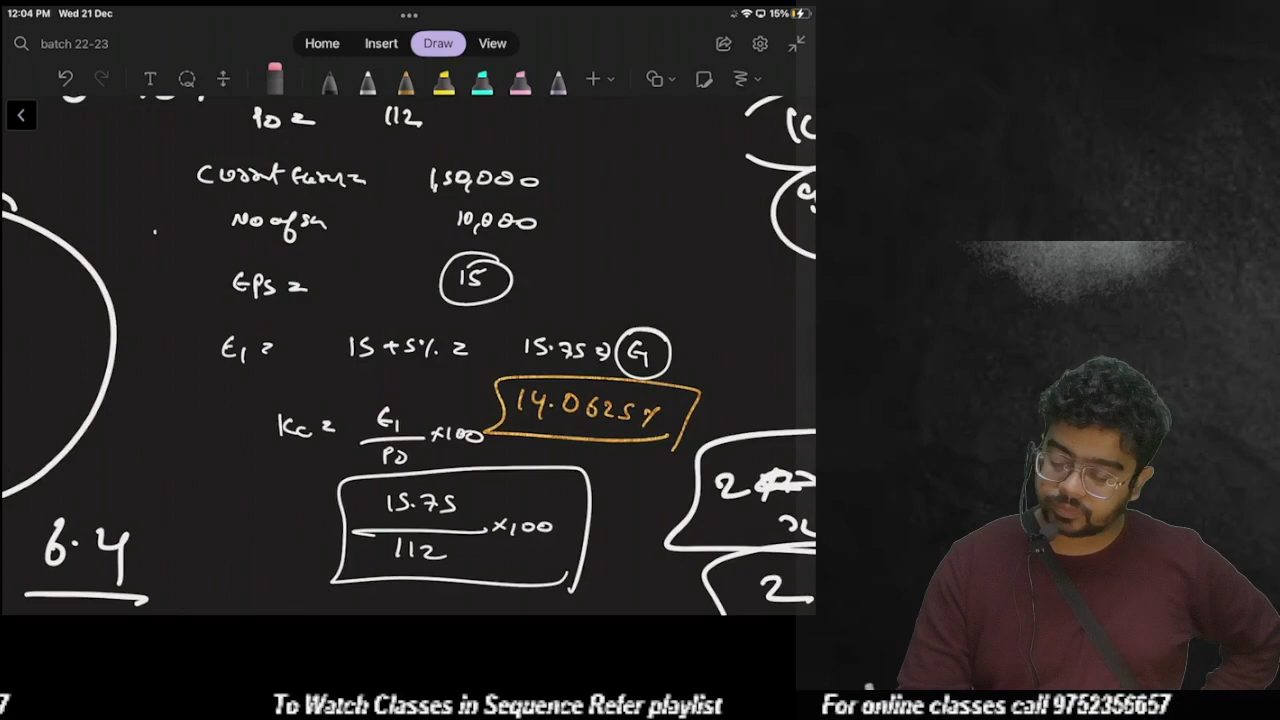 12:04 PM Wed 21 Dec
15%
batch 22-23
Home Insert Draw View
P0 = 112
Current Earn = 1,50,000
No of sh 10,000
EPS = 15
E1 = 15 + 5% = 15.75 ⇒ E1
Kc = E1 / P0 × 100 14.0625%
15.75 / 112 × 100
6.4
2
2
7 To Watch Classes in Sequence Refer playlist For online classes call 9752356657